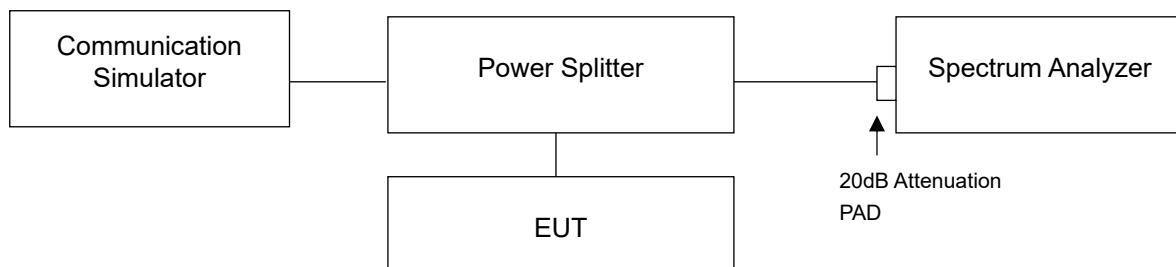 Communication
Simulator
Power Splitter
Spectrum Analyzer
20dB Attenuation
PAD
EUT